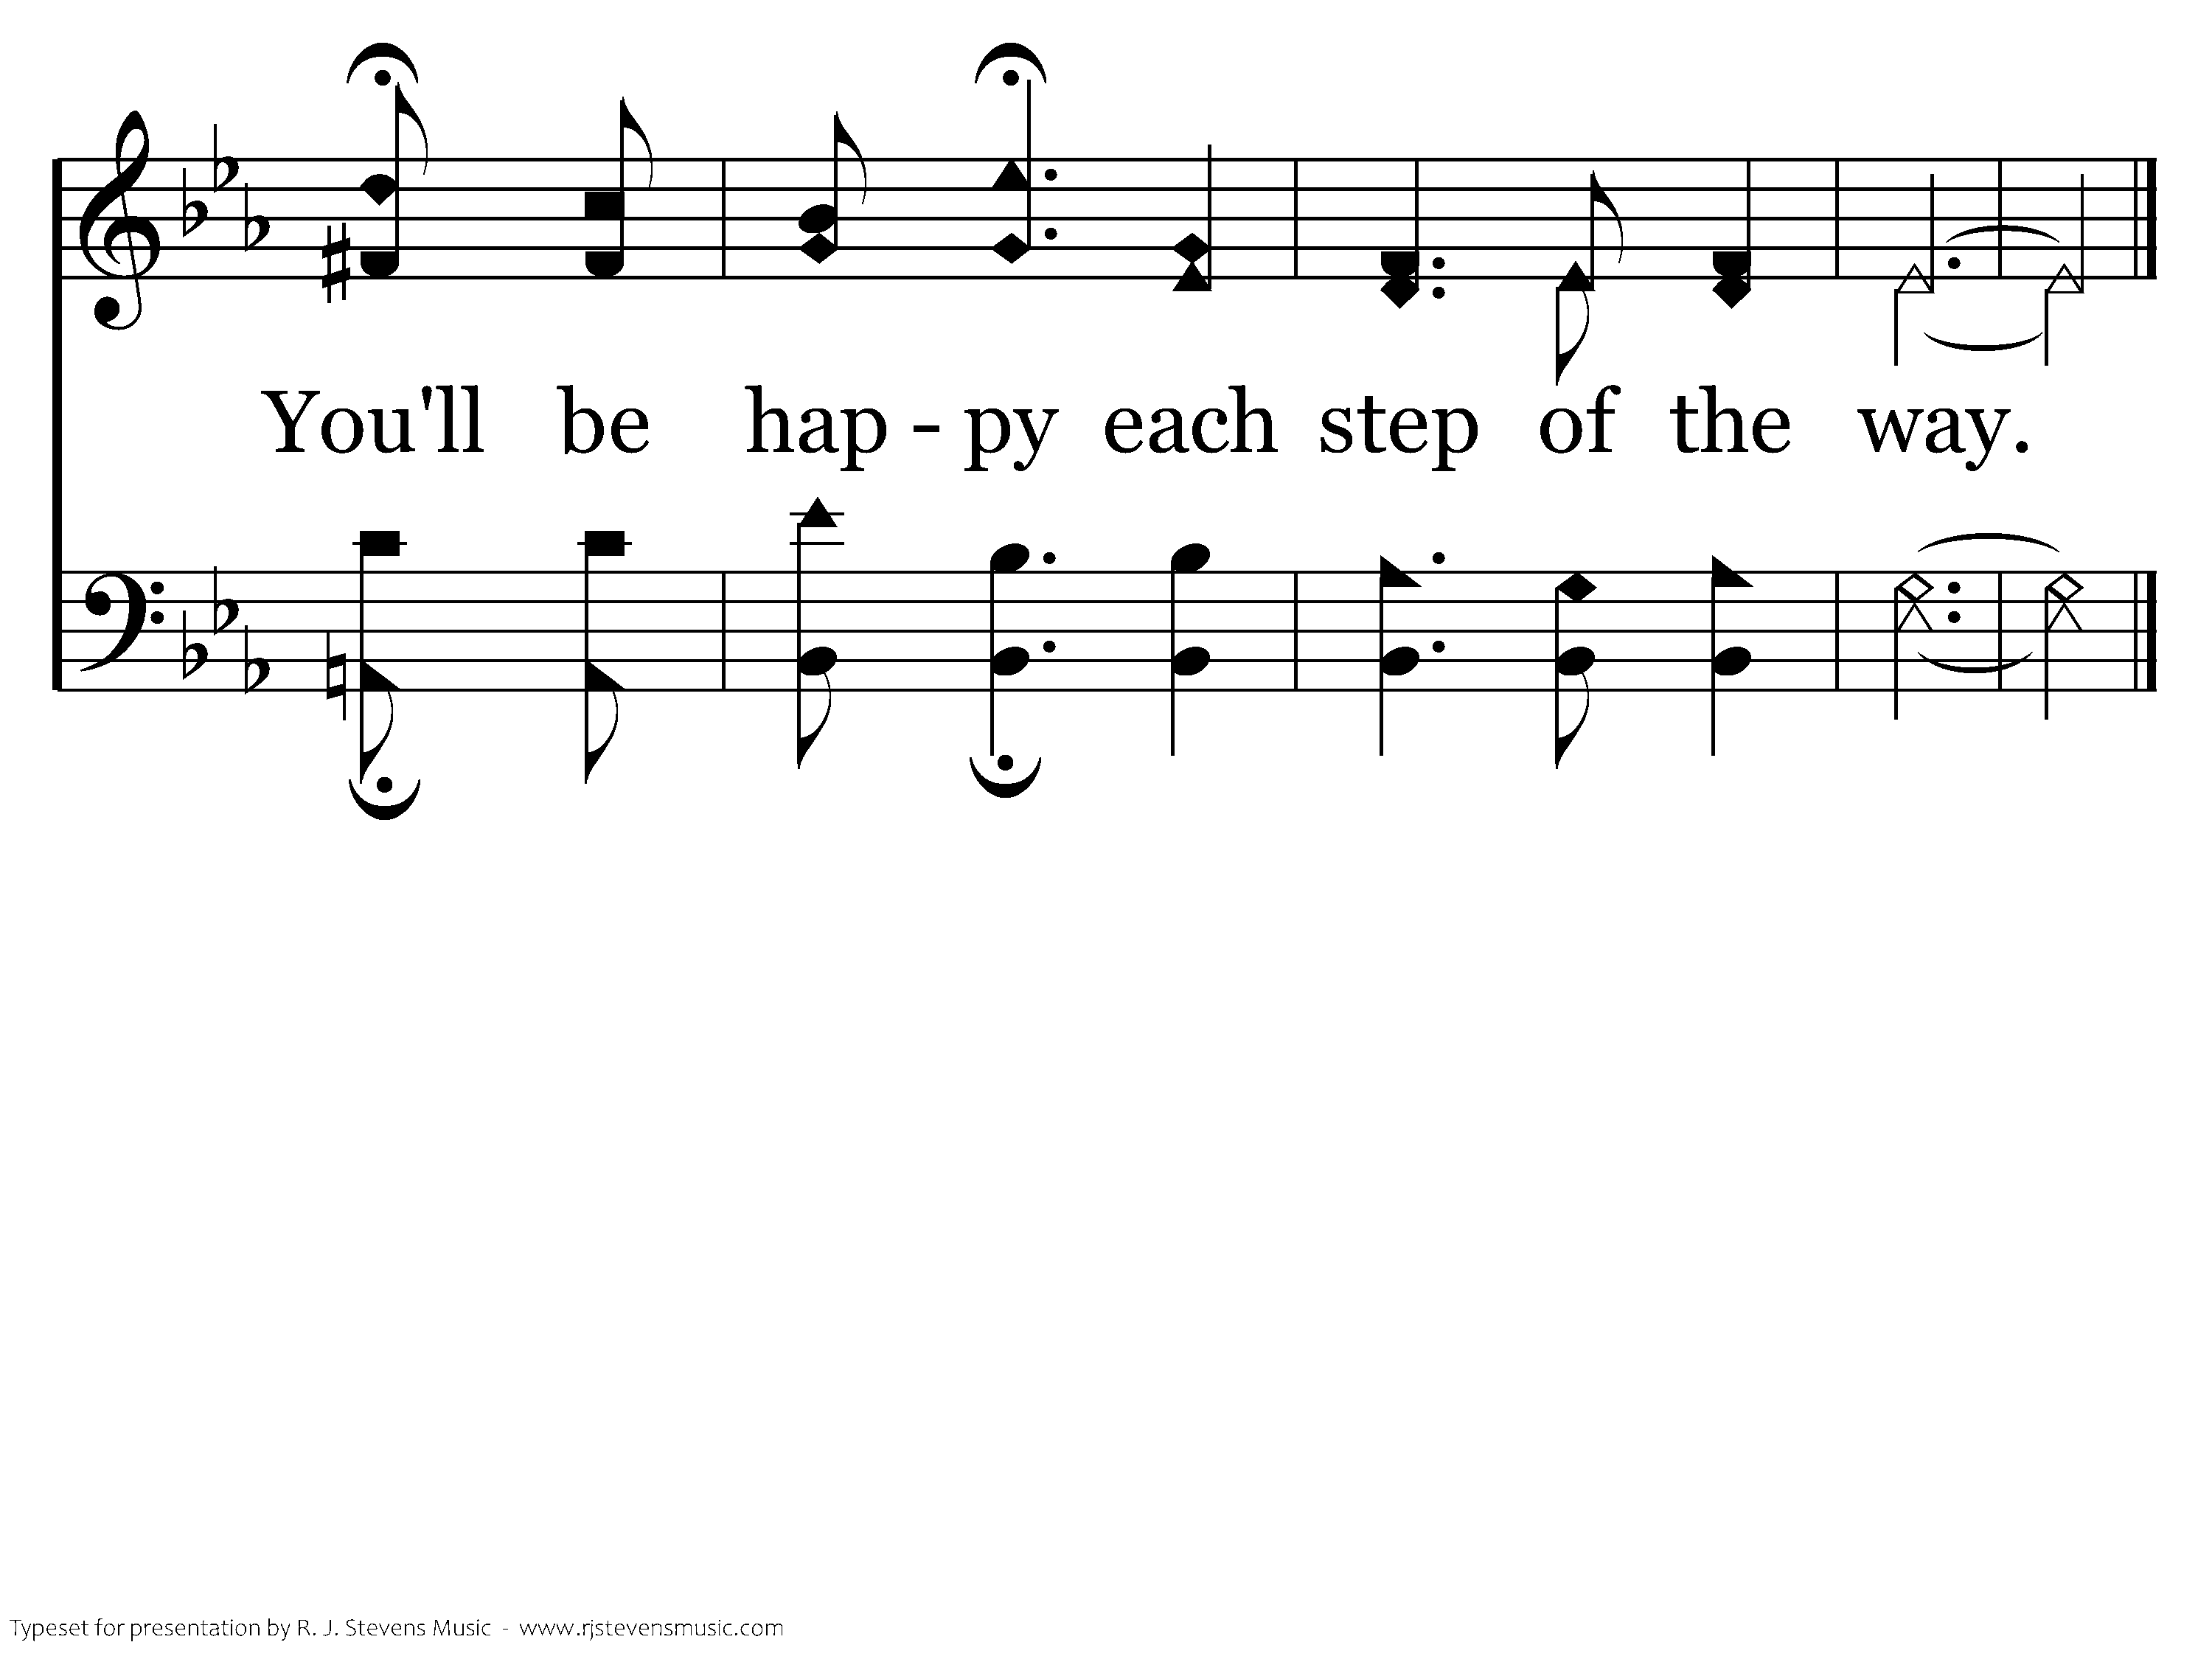 You'll be hap - py each step of the way.
Typeset for presentation by R. J. Stevens Music - www.rjstevensmusic.com